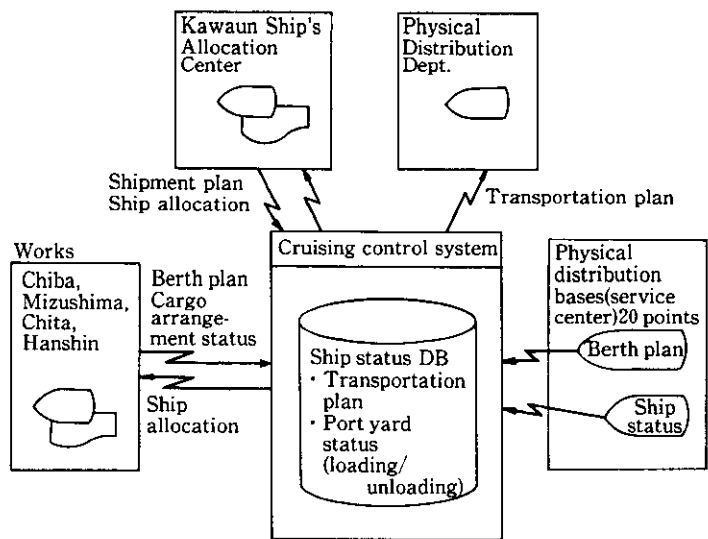 Kawaun Ship's
Allocation
Center
Physical
Distribution
Dept.
Shipment plan
Ship allocation
Transportation plan
Works
Chiba,
Mizushima,
Chita,
Hanshin
Berth plan
Cargo
arrange-
ment status
Ship
allocation
Cruising control system
Ship status DB
· Transportation
plan
· Port yard
status
(loading/
unloading)
Physical
distribution
bases(service
center)20 points
Berth plan
Ship
status